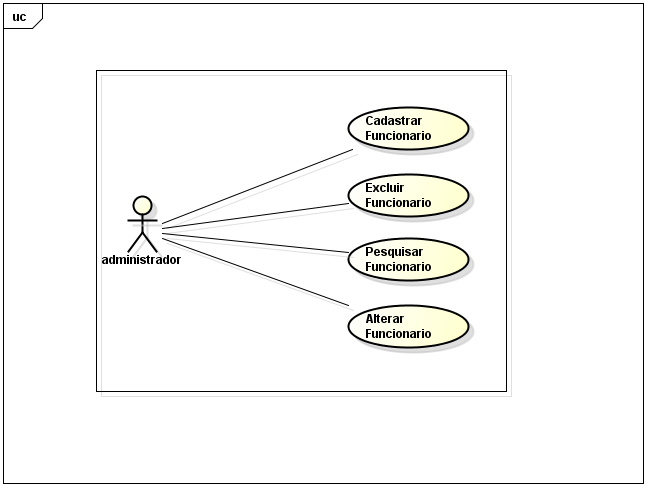 uc
Cadastrar
Funcionario
Excluir
Funcionario
administrador
Pesquisar
Funcionario
Alterar
Funcionario